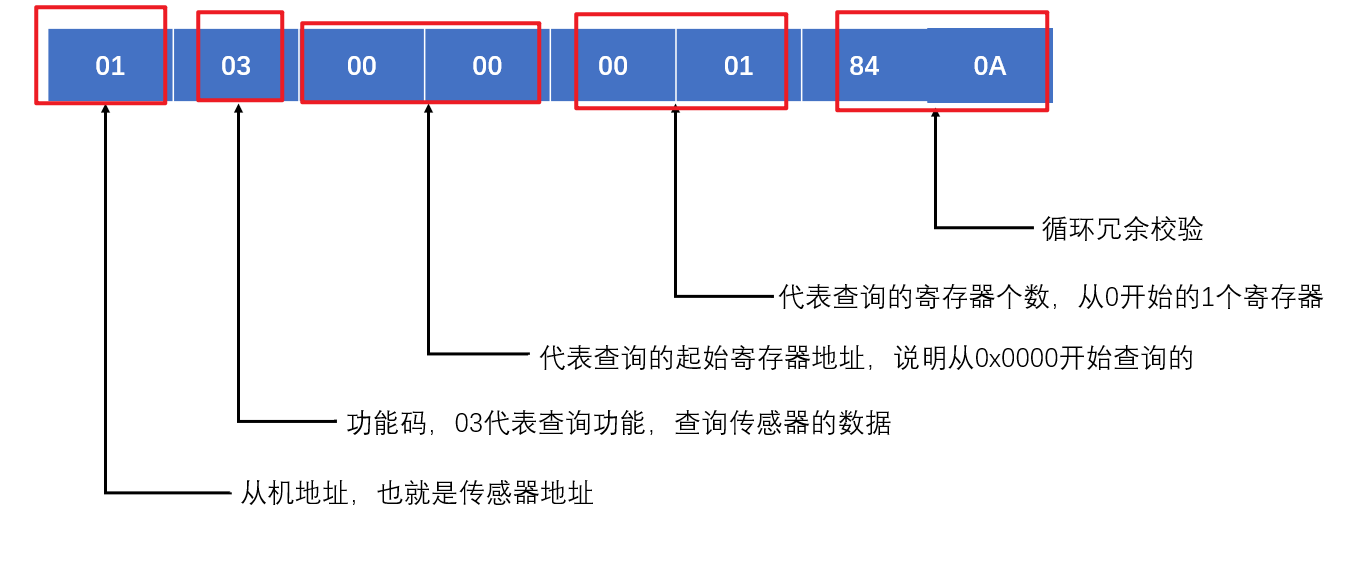 01 03 00 00 00 01 84 0A
循环冗余校验
代表查询的寄存器个数，从0开始的1个寄存器
代表查询的起始寄存器地址，说明从0x0000开始查询的
功能码，03代表查询功能，查询传感器的数据
从机地址，也就是传感器地址